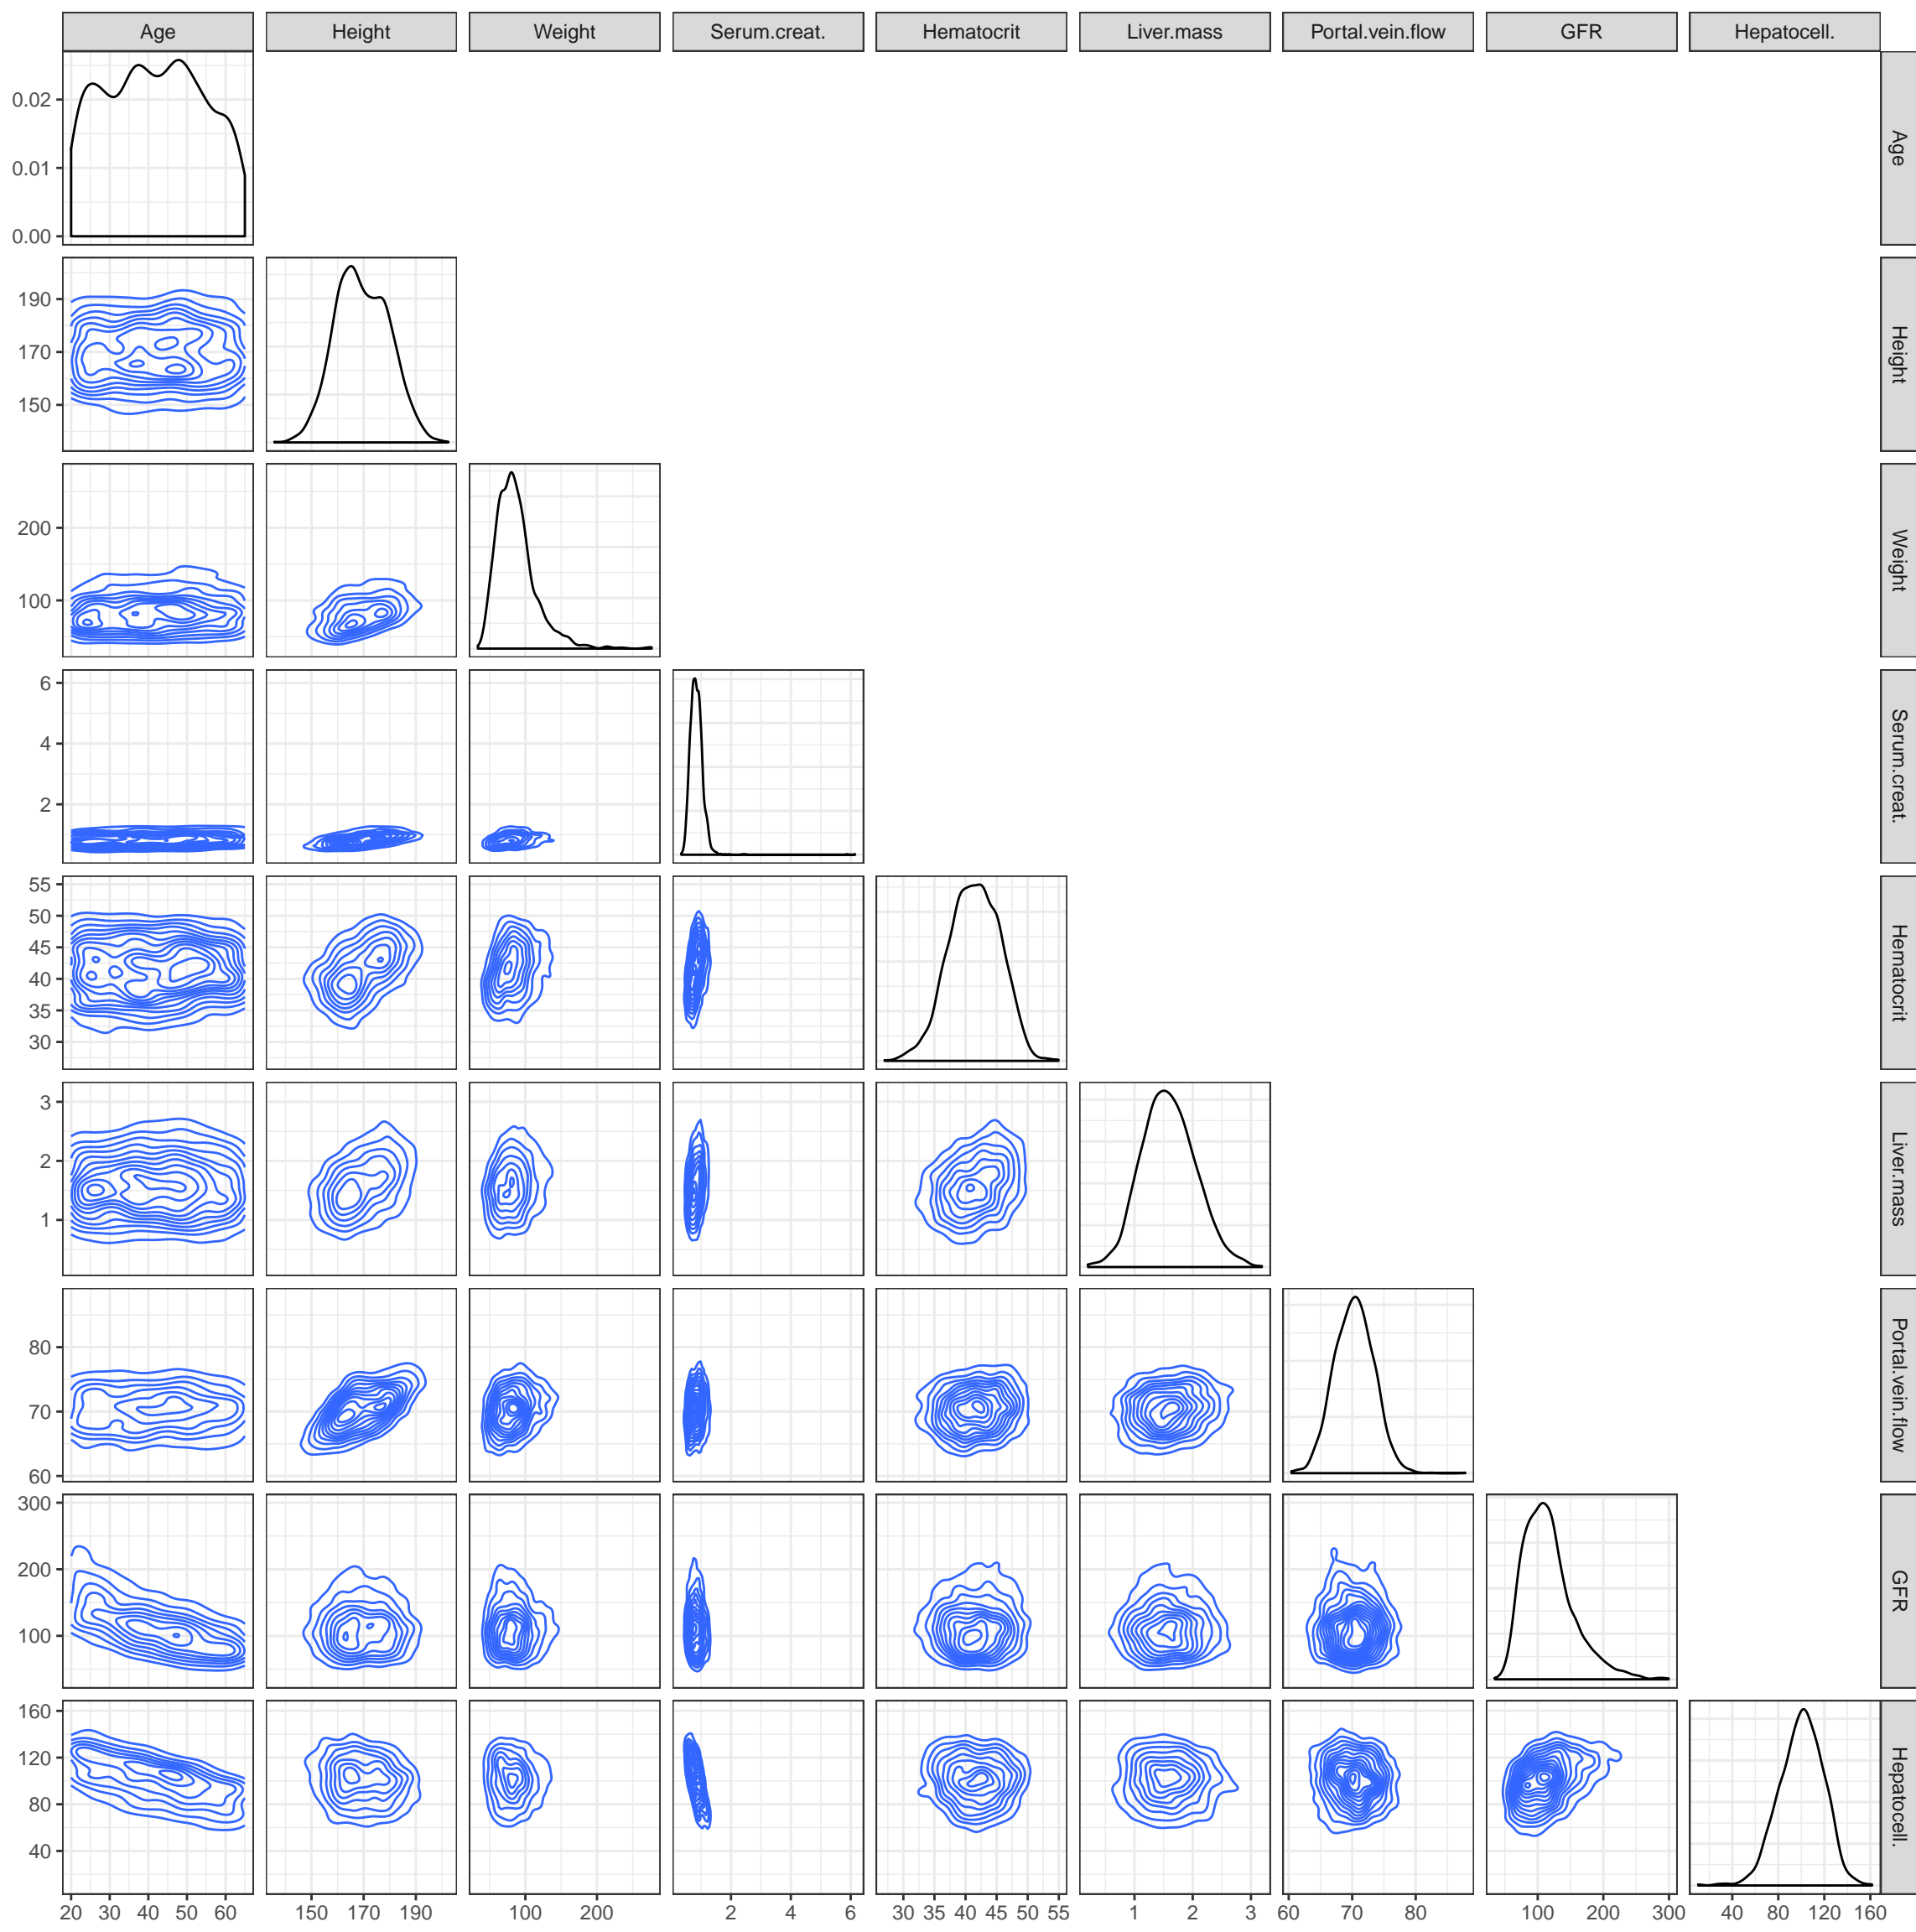 Age Height Weight Serum.creat. Hematocrit Liver.mass Portal.vein.flow GFR Hepatocell.
0.02
0.01
0.00
Age
190
170
150
Height
200
100
Weight
6
4
2
Serum.creat.
55
50
45
40
35
30
Hematocrit
3
2
1
Liver.mass
80
70
60
Portal.vein.flow
300
200
100
GFR
160
120
80
40
Hepatocell.
20 30 40 50 60 150 170 190 100 200 2 4 6 30 35 40 45 50 55 1 2 3 60 70 80 100 200 300 40 80 120 160